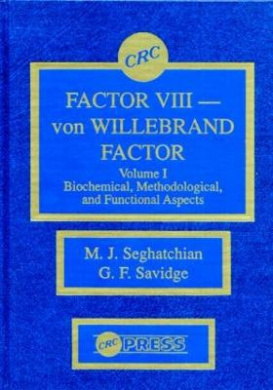 CRC
FACTOR VIII —
von WILLEBRAND
FACTOR
Volume I
Biochemical, Methodological,
and Functional Aspects
M. J. Seghatchian
G. F. Savidge
CRC PRESS